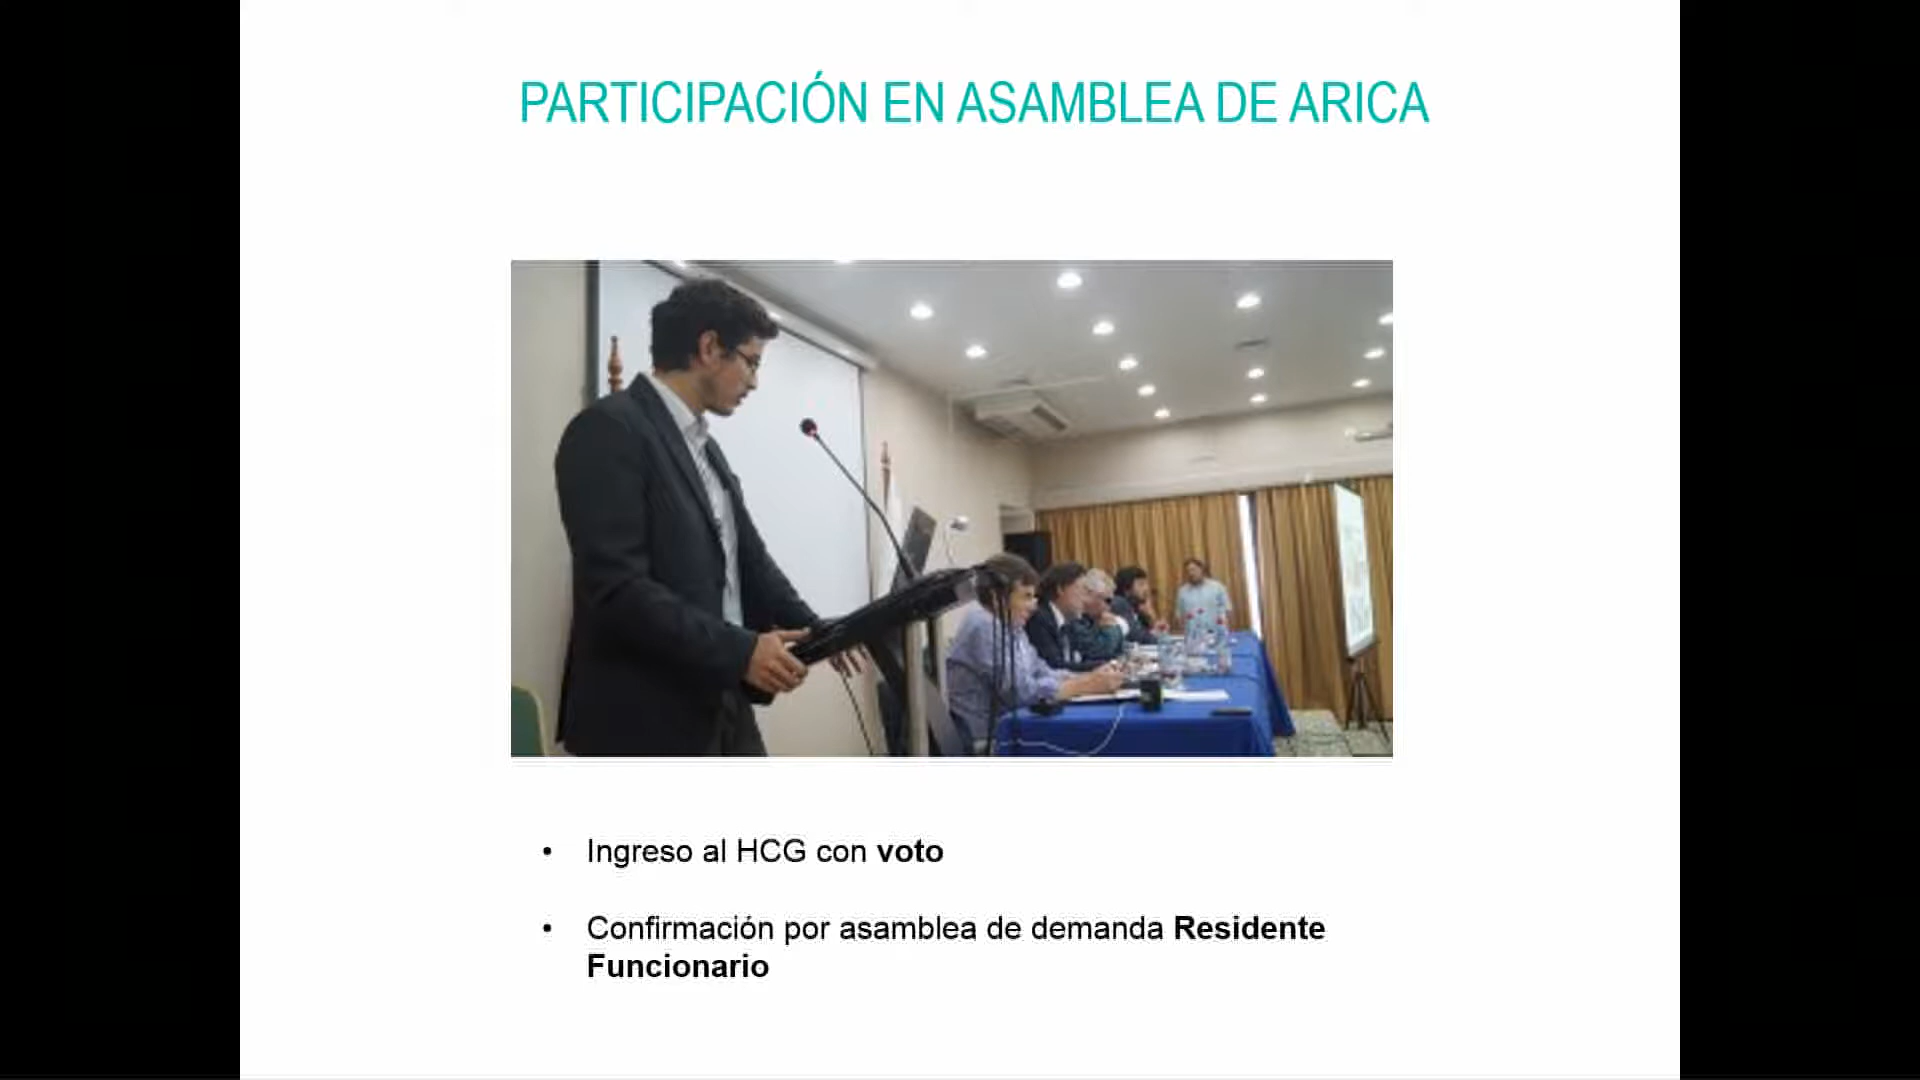 PARTICIPACIÓN EN ASAMBLEA DE ARICA
• Ingreso al HCG con voto
• Confirmación por asamblea de demanda Residente
Funcionario